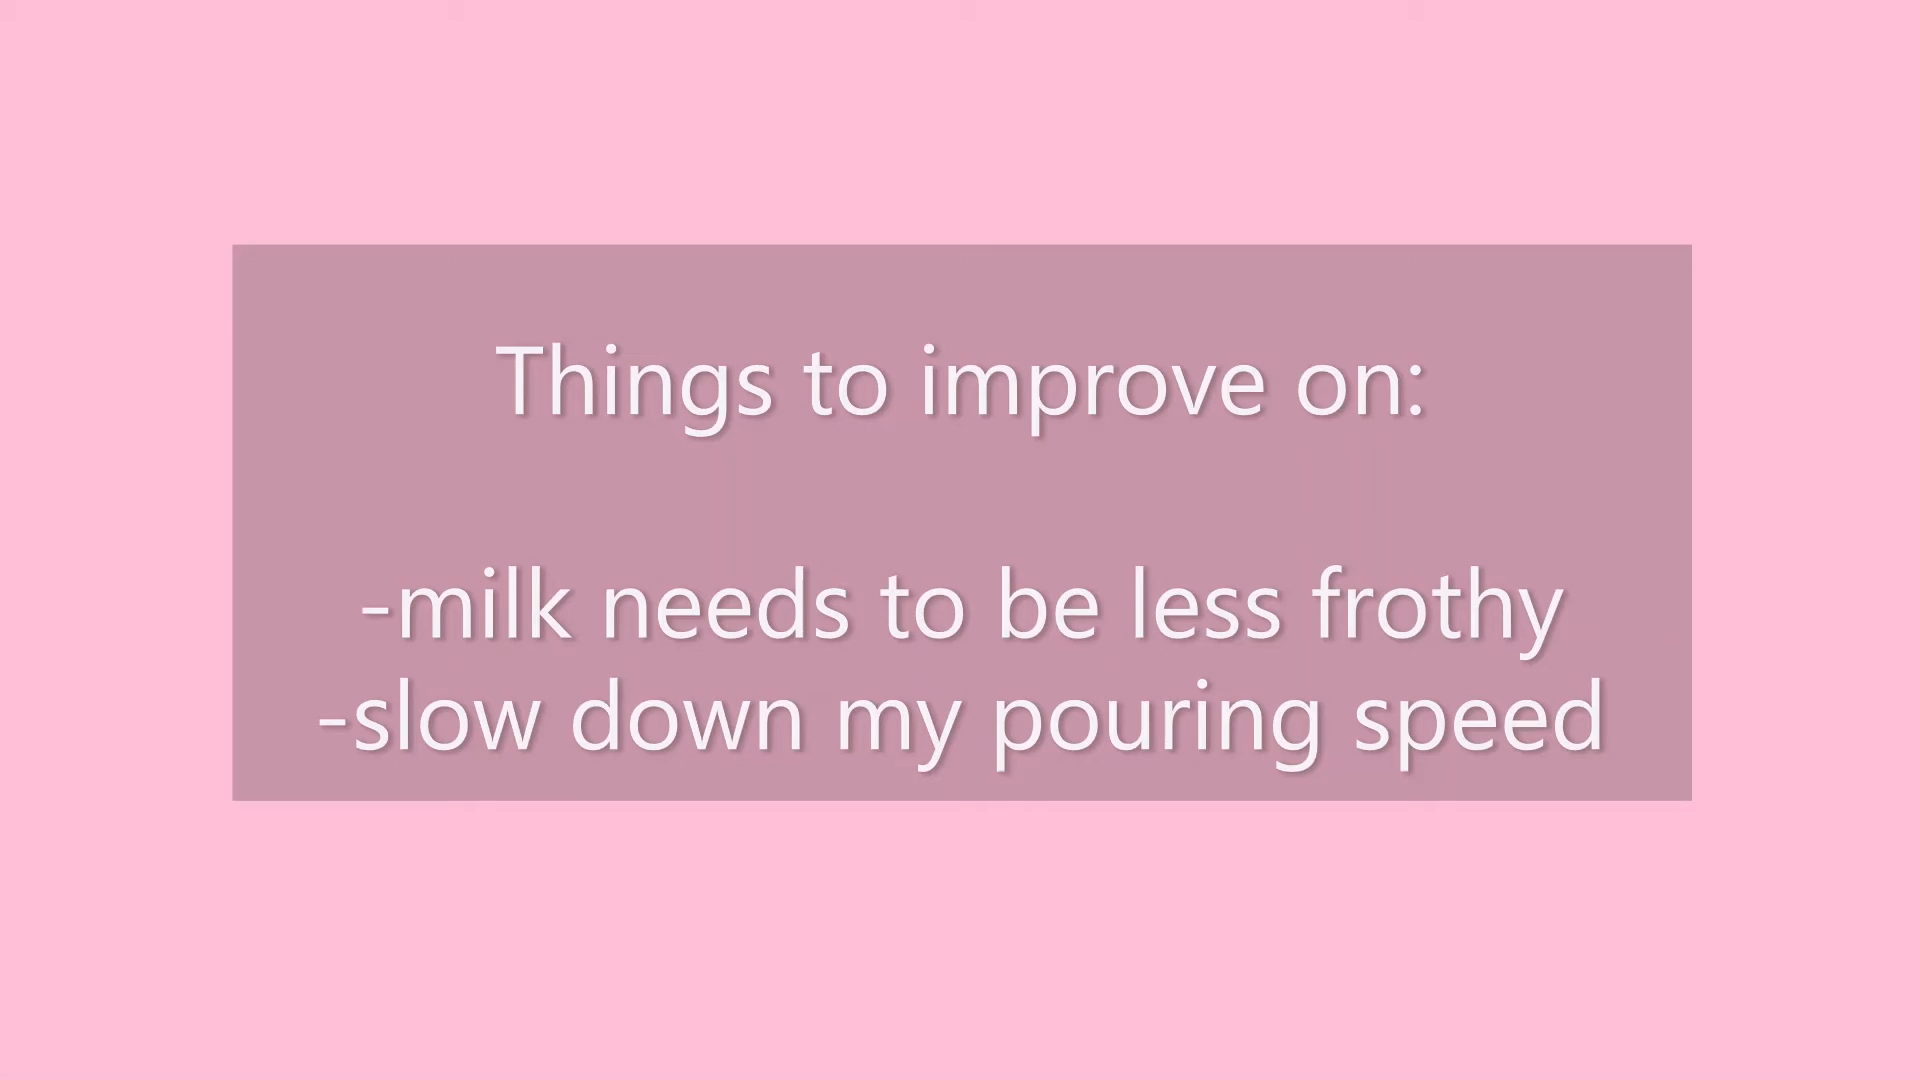 Things to improve on:
-milk needs to be less frothy
-slow down my pouring speed